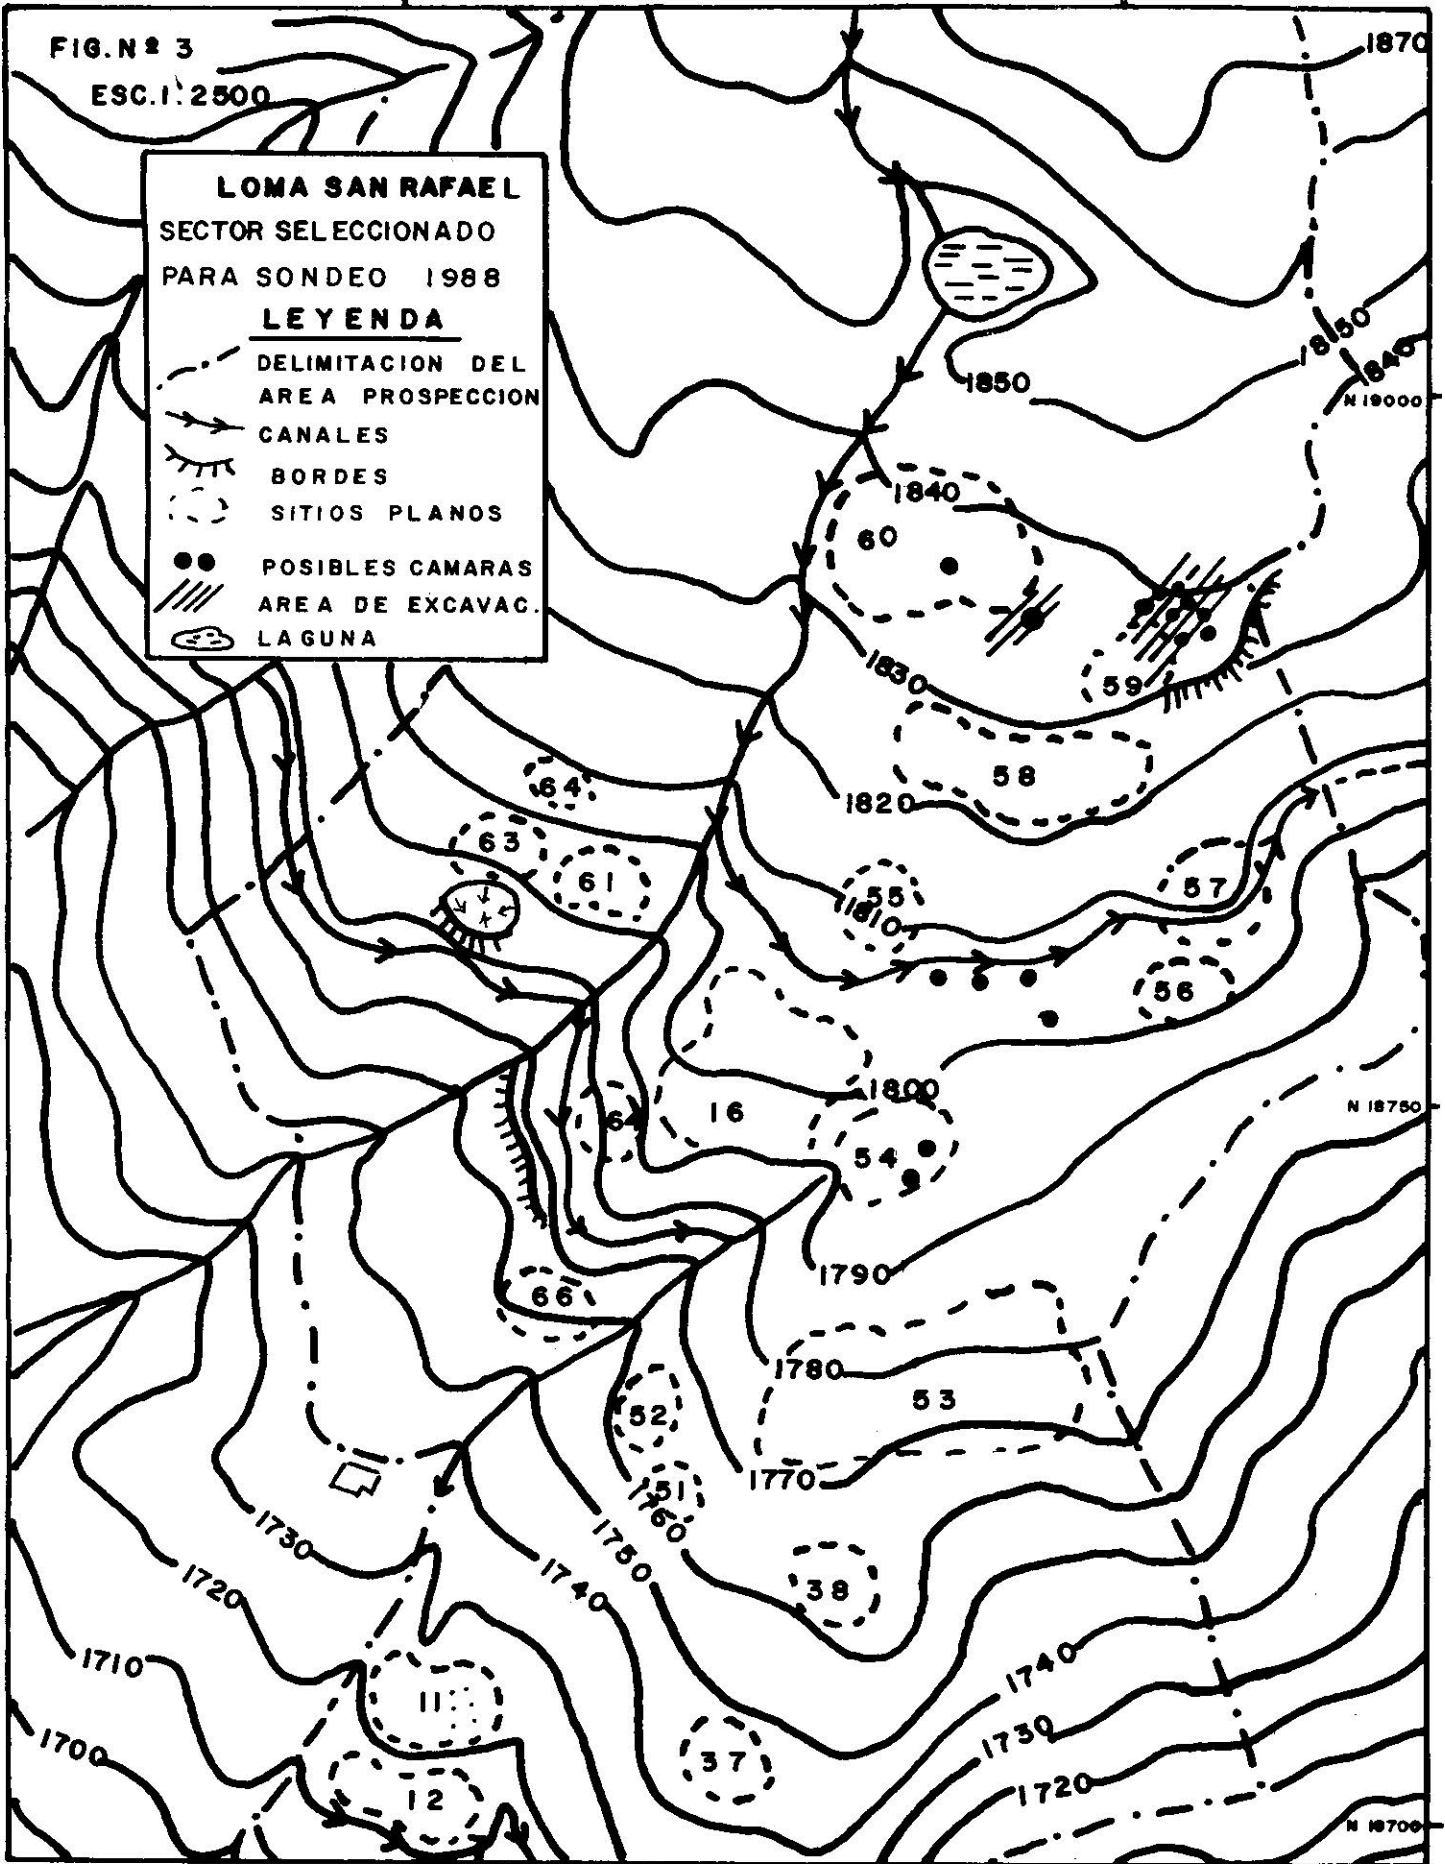 FIG. Nº 3
ESC. 1:2500
LOMA SAN RAFAEL
SECTOR SELECCIONADO
PARA SONDEO 1988
LEYENDA
DELIMITACION DEL
AREA PROSPECCION
CANALES
BORDES
SITIOS PLANOS
POSIBLES CAMARAS
AREA DE EXCAVAC.
LAGUNA
1870
1850
1840
1850
N 19000
1840
60
1830
59
58
64
1820
63
61
55
57
1810
56
1800
N 18750
16
64
54
1790
66
1780
53
52
1770
51
1760
1730
1750
38
1720
1740
1710
1740
11
1730
1700
37
1720
12
N 18700